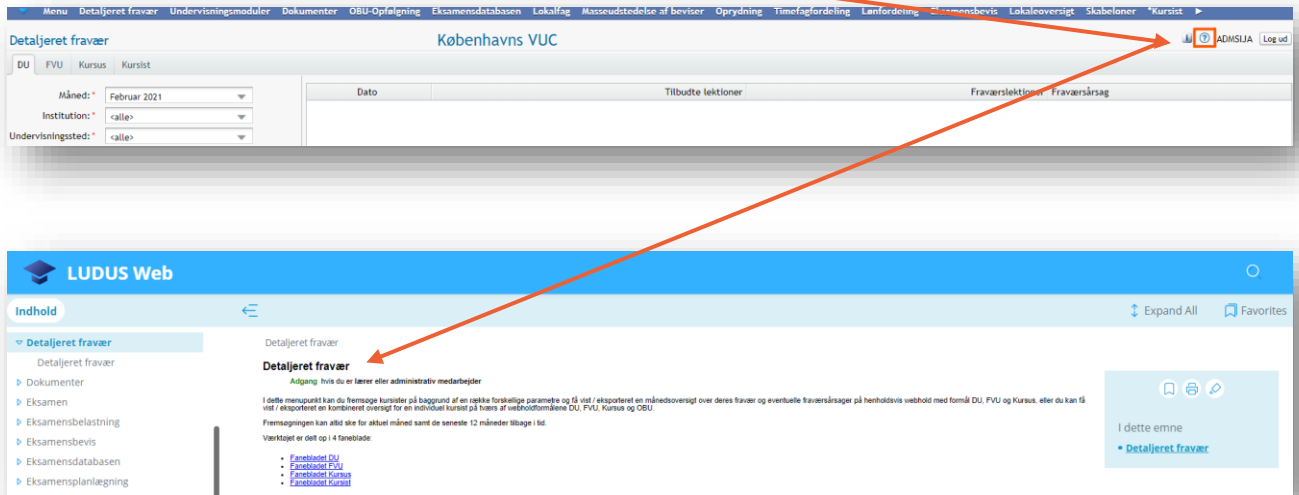 Menu Detaljeret fravær Undervisningsmoduler Dokumenter OBU-Opfølgning Eksamensdatabasen Lokalfag Masseudstedelse af beviser Oprydning Timefagfordeling Lønfordeling Eksamensbevis Lokaleoversigt Skabeloner *Kursist
Detaljeret fravær
Københavns VUC
ADMSIJA Log ud
DU FVU Kursus Kursist
Måned:* Februar 2021
Institution:* <alle>
Undervisningssted:* <alle>
Dato Tilbudte lektioner Fraværslektioner Fraværsårsag
LUDUS Web
Indhold
Expand All Favorites
Detaljeret fravær
Detaljeret fravær
Dokumenter
Eksamen
Eksamensbelastning
Eksamensbevis
Eksamensdatabasen
Eksamensplanlægning
Detaljeret fravær
Detaljeret fravær
Adgang hvis du er lærer eller administrativ medarbejder
I dette menupunkt kan du fremsøge kursister på baggrund af en række forskellige parametre og få vist / eksporteret en månedsoversigt over deres fravær og eventuelle fraværsårsager på henholdsvis webhold med formål DU, FVU og Kursus, eller du kan få
vist / eksporteret en kombineret oversigt for en individuel kursist på tværs af webholdformålene DU, FVU, Kursus og OBU.
Fremsøgningen kan altid ske for aktuel måned samt de seneste 12 måneder tilbage i tid.
Værktøjet er delt op i 4 faneblade:
Fanebladet DU
Fanebladet FVU
Fanebladet Kursus
Fanebladet Kursist
I dette emne
Detaljeret fravær